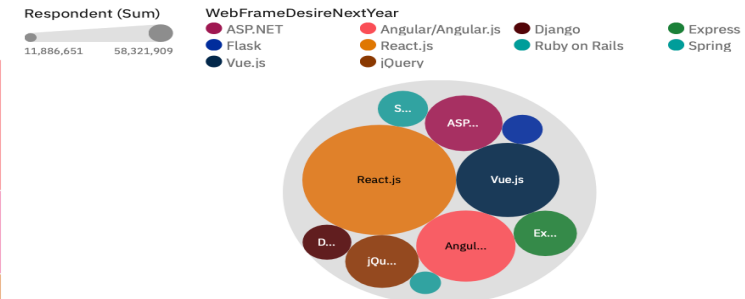 Respondent (Sum)
11,886,651 58,321,909
WebFrameDesireNextYear
ASP.NET Angular/Angular.js Django Express
Flask React.js Ruby on Rails Spring
Vue.js jQuery
S...
ASP...
React.js
Vue.js
D...
Ex...
jQu...
Angul...